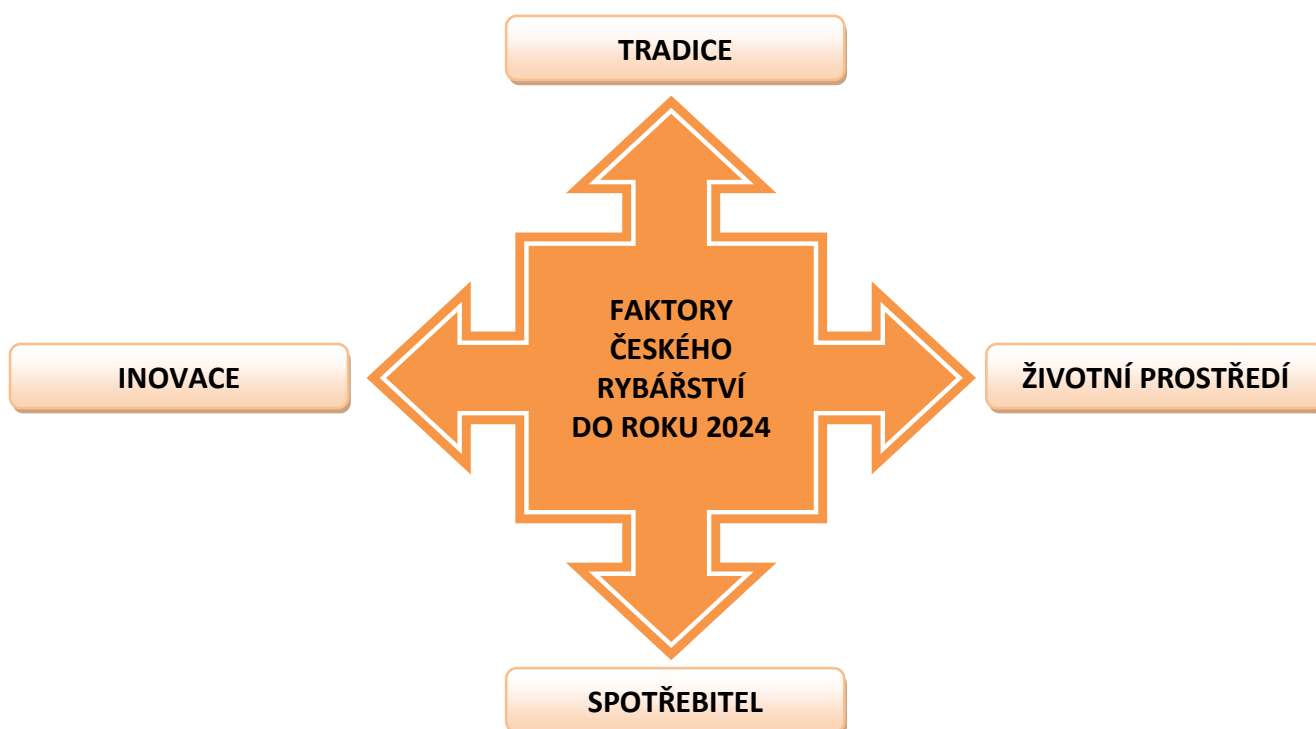 TRADICE
FAKTORY
ČESKÉHO
RYBÁŘSTVÍ
DO ROKU 2024
INOVACE
ŽIVOTNÍ PROSTŘEDÍ
SPOTŘEBITEL